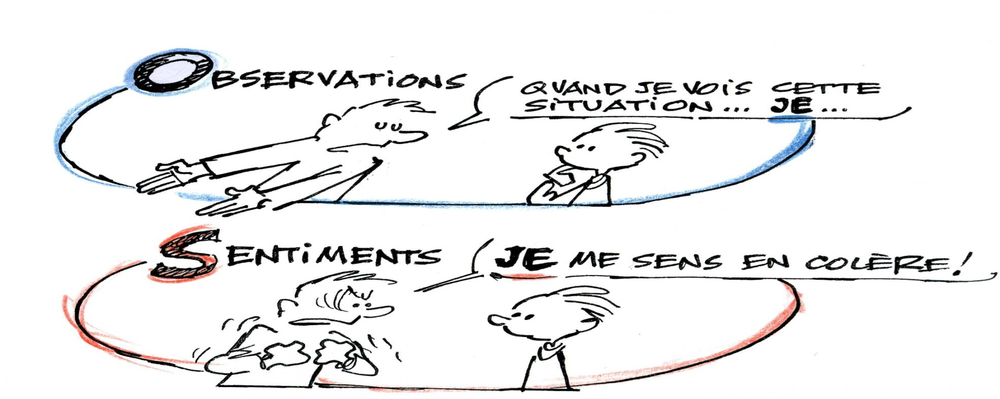 OBSERVATIONS
QUAND JE VOIS CETTE
SITUATION... JE...
SENTIMENTS
JE ME SENS EN COLÈRE!